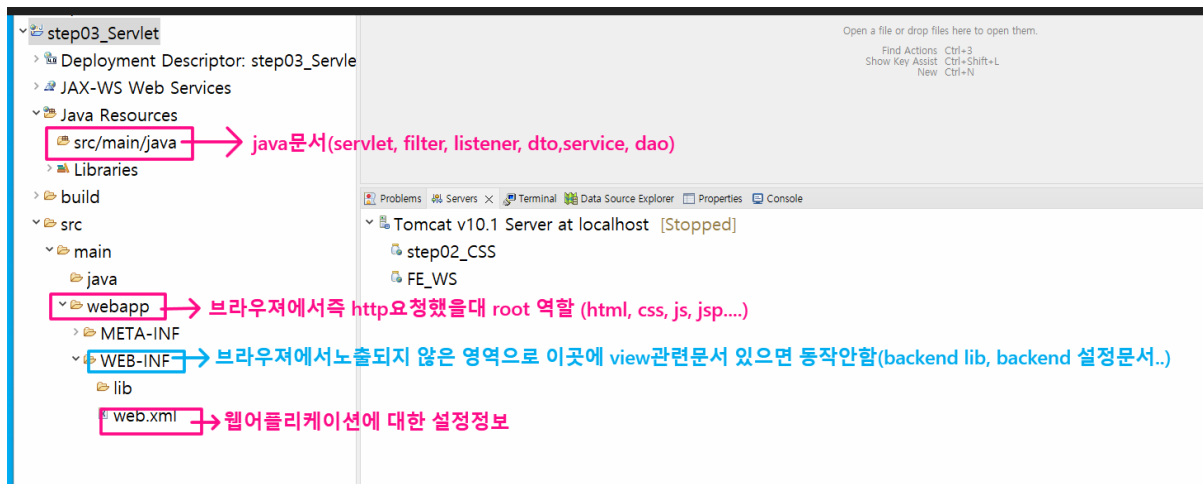 step03_Servlet
Deployment Descriptor: step03_Servle
JAX-WS Web Services
Java Resources
src/main/java
java문서(servlet, filter, listener, dto,service, dao)
Libraries
build
src
main
java
webapp
브라우져에서즉 http요청했을대 root 역할 (html, css, js, jsp....)
META-INF
WEB-INF
브라우져에서노출되지 않은 영역으로 이곳에 view관련문서 있으면 동작안함(backend lib, backend 설정문서..)
lib
web.xml
웹어플리케이션에 대한 설정정보
Open a file or drop files here to open them.
Find Actions Ctrl+3
Show Key Assist Ctrl+Shift+L
New Ctrl+N
Problems Servers Terminal Data Source Explorer Properties Console
Tomcat v10.1 Server at localhost [Stopped]
step02_CSS
FE_WS